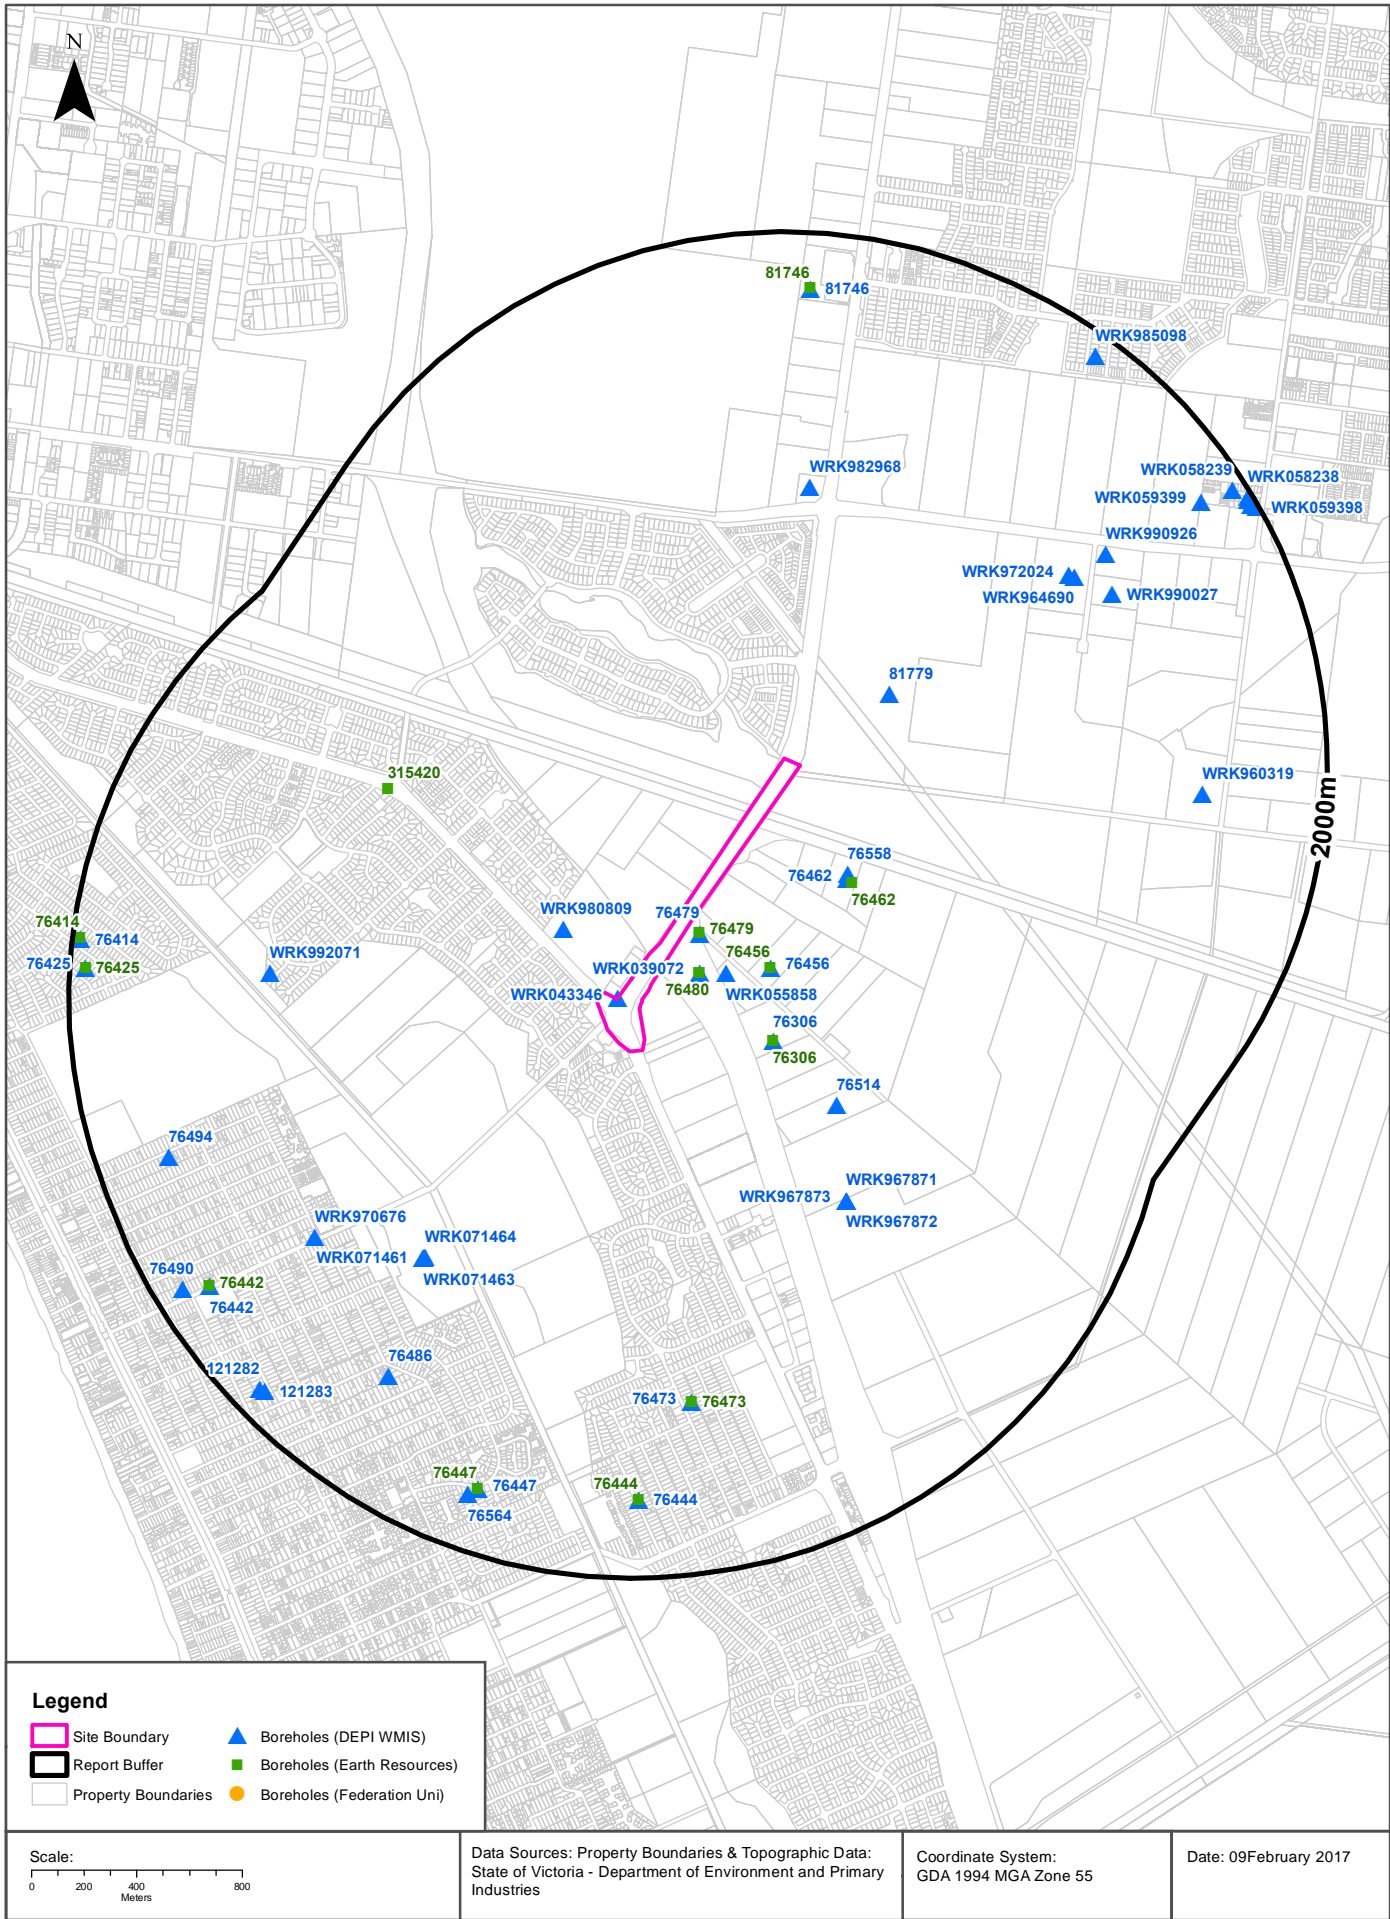 N
81746
81746
WRK985098
WRK982968
WRK058239
WRK058238
WRK059399
WRK059398
WRK990926
WRK972024
WRK964690
WRK990027
81779
315420
WRK960319
2000m
76558
76462
76462
76414
76414
WRK980809
76479
76479
76425
76425
WRK992071
WRK039072
76456
76456
76480
WRK055858
WRK043346
76306
76306
76514
76494
WRK967871
WRK967873
WRK967872
WRK970676
WRK071461
WRK071464
WRK071463
76490
76442
76442
121282
121283
76486
76473
76473
76447
76447
76564
76444
76444
Legend
Site Boundary
Boreholes (DEPI WMIS)
Report Buffer
Boreholes (Earth Resources)
Property Boundaries
Boreholes (Federation Uni)
Scale:
0 200 400 800
Meters
Data Sources: Property Boundaries & Topographic Data:
State of Victoria - Department of Environment and Primary
Industries
Coordinate System:
GDA 1994 MGA Zone 55
Date: 09February 2017